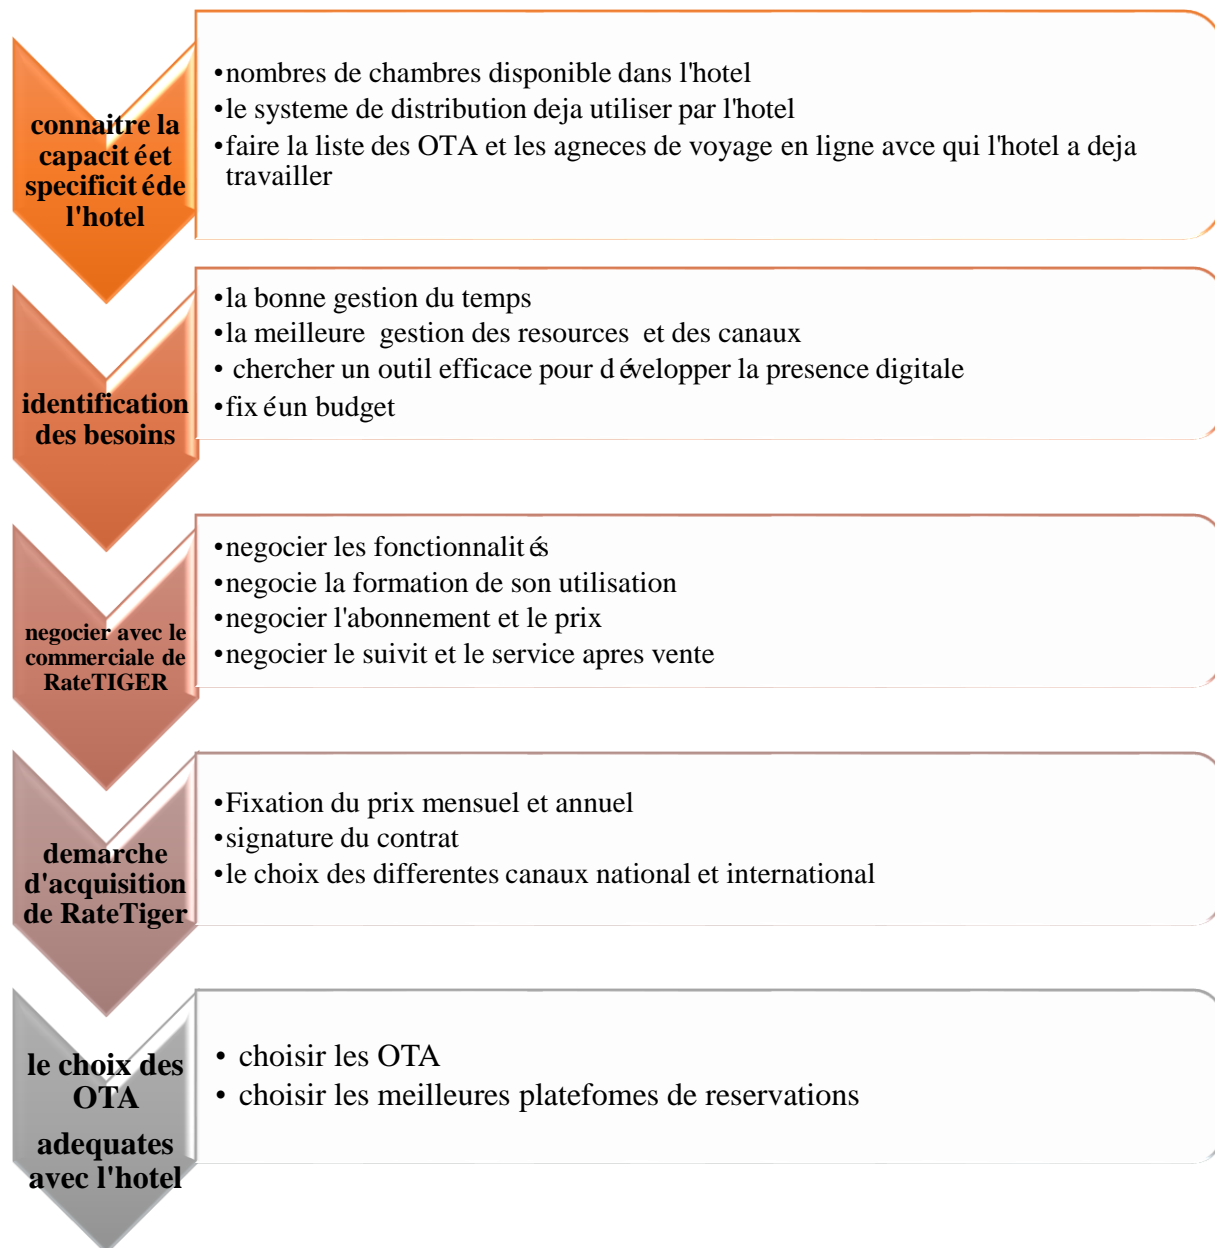 connaitre la
capacit éet
specificit éde
l'hotel
•nombres de chambres disponible dans l'hotel
•le systeme de distribution deja utiliser par l'hotel
•faire la liste des OTA et les agneces de voyage en ligne avce qui l'hotel a deja
travailler
identification
des besoins
•la bonne gestion du temps
•la meilleure gestion des resources et des canaux
• chercher un outil efficace pour d évelopper la presence digitale
•fix éun budget
negocier avec le
commerciale de
RateTIGER
•negocier les fonctionnalit és
•negocie la formation de son utilisation
•negocier l'abonnement et le prix
•negocier le suivit et le service apres vente
demarche
d'acquisition
de RateTiger
•Fixation du prix mensuel et annuel
•signature du contrat
•le choix des differentes canaux national et international
le choix des
OTA
adequates
avec l'hotel
• choisir les OTA
• choisir les meilleures platefomes de reservations